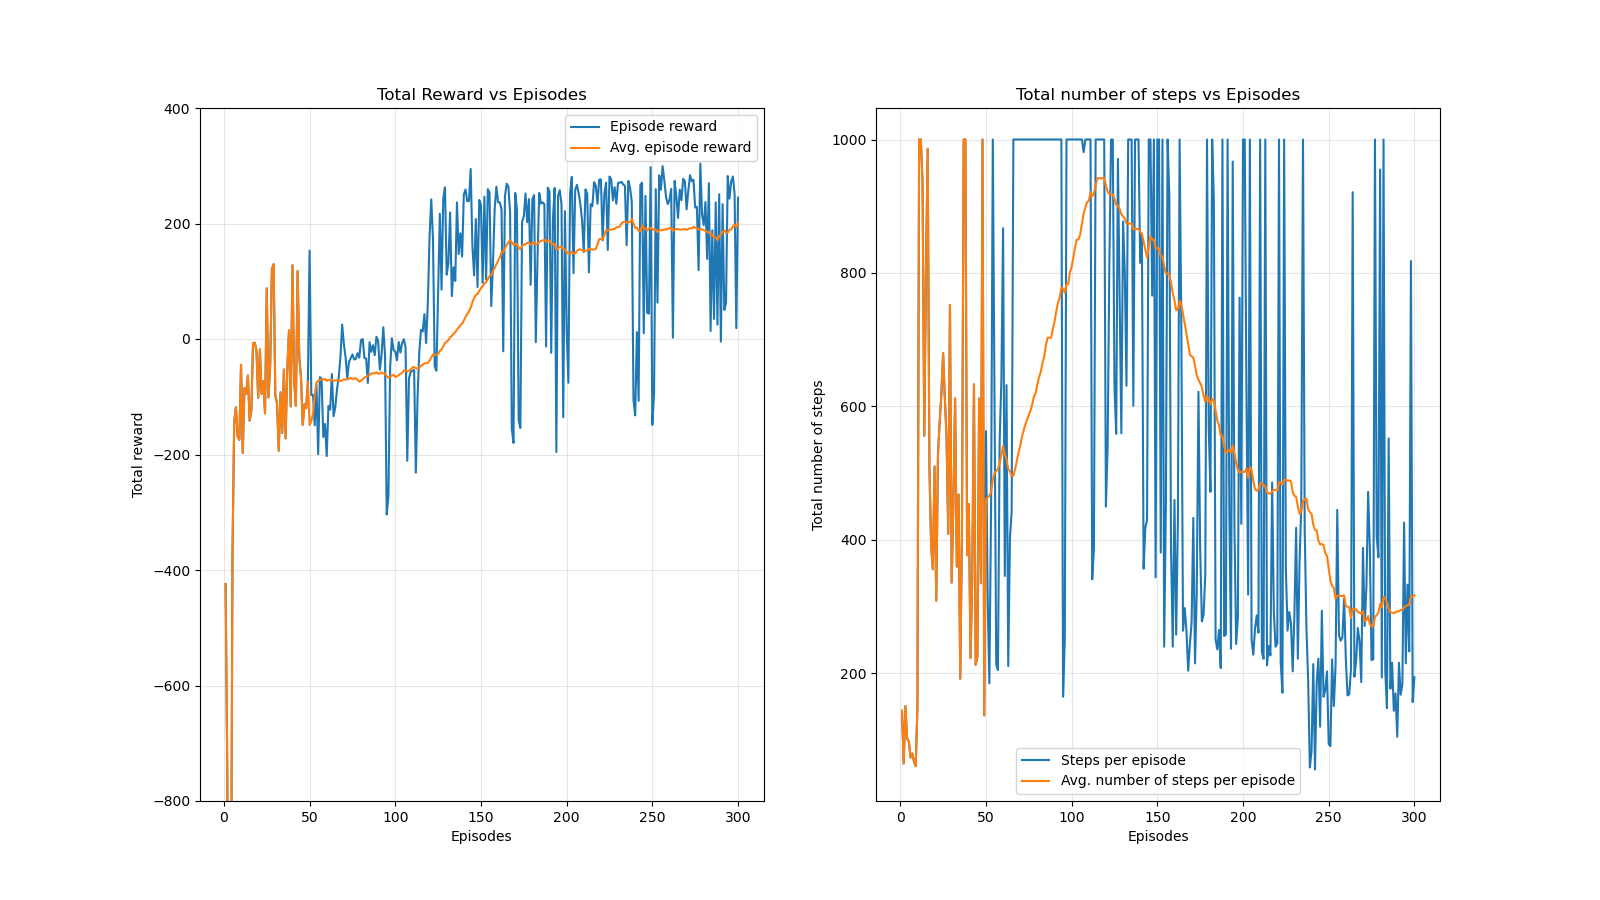 Total Reward vs Episodes
400
200
0
−200
−400
−600
−800
Total reward
Episode reward
Avg. episode reward
0 50 100 150 200 250 300
Episodes
Total number of steps vs Episodes
1000
800
600
400
200
Total number of steps
Steps per episode
Avg. number of steps per episode
0 50 100 150 200 250 300
Episodes